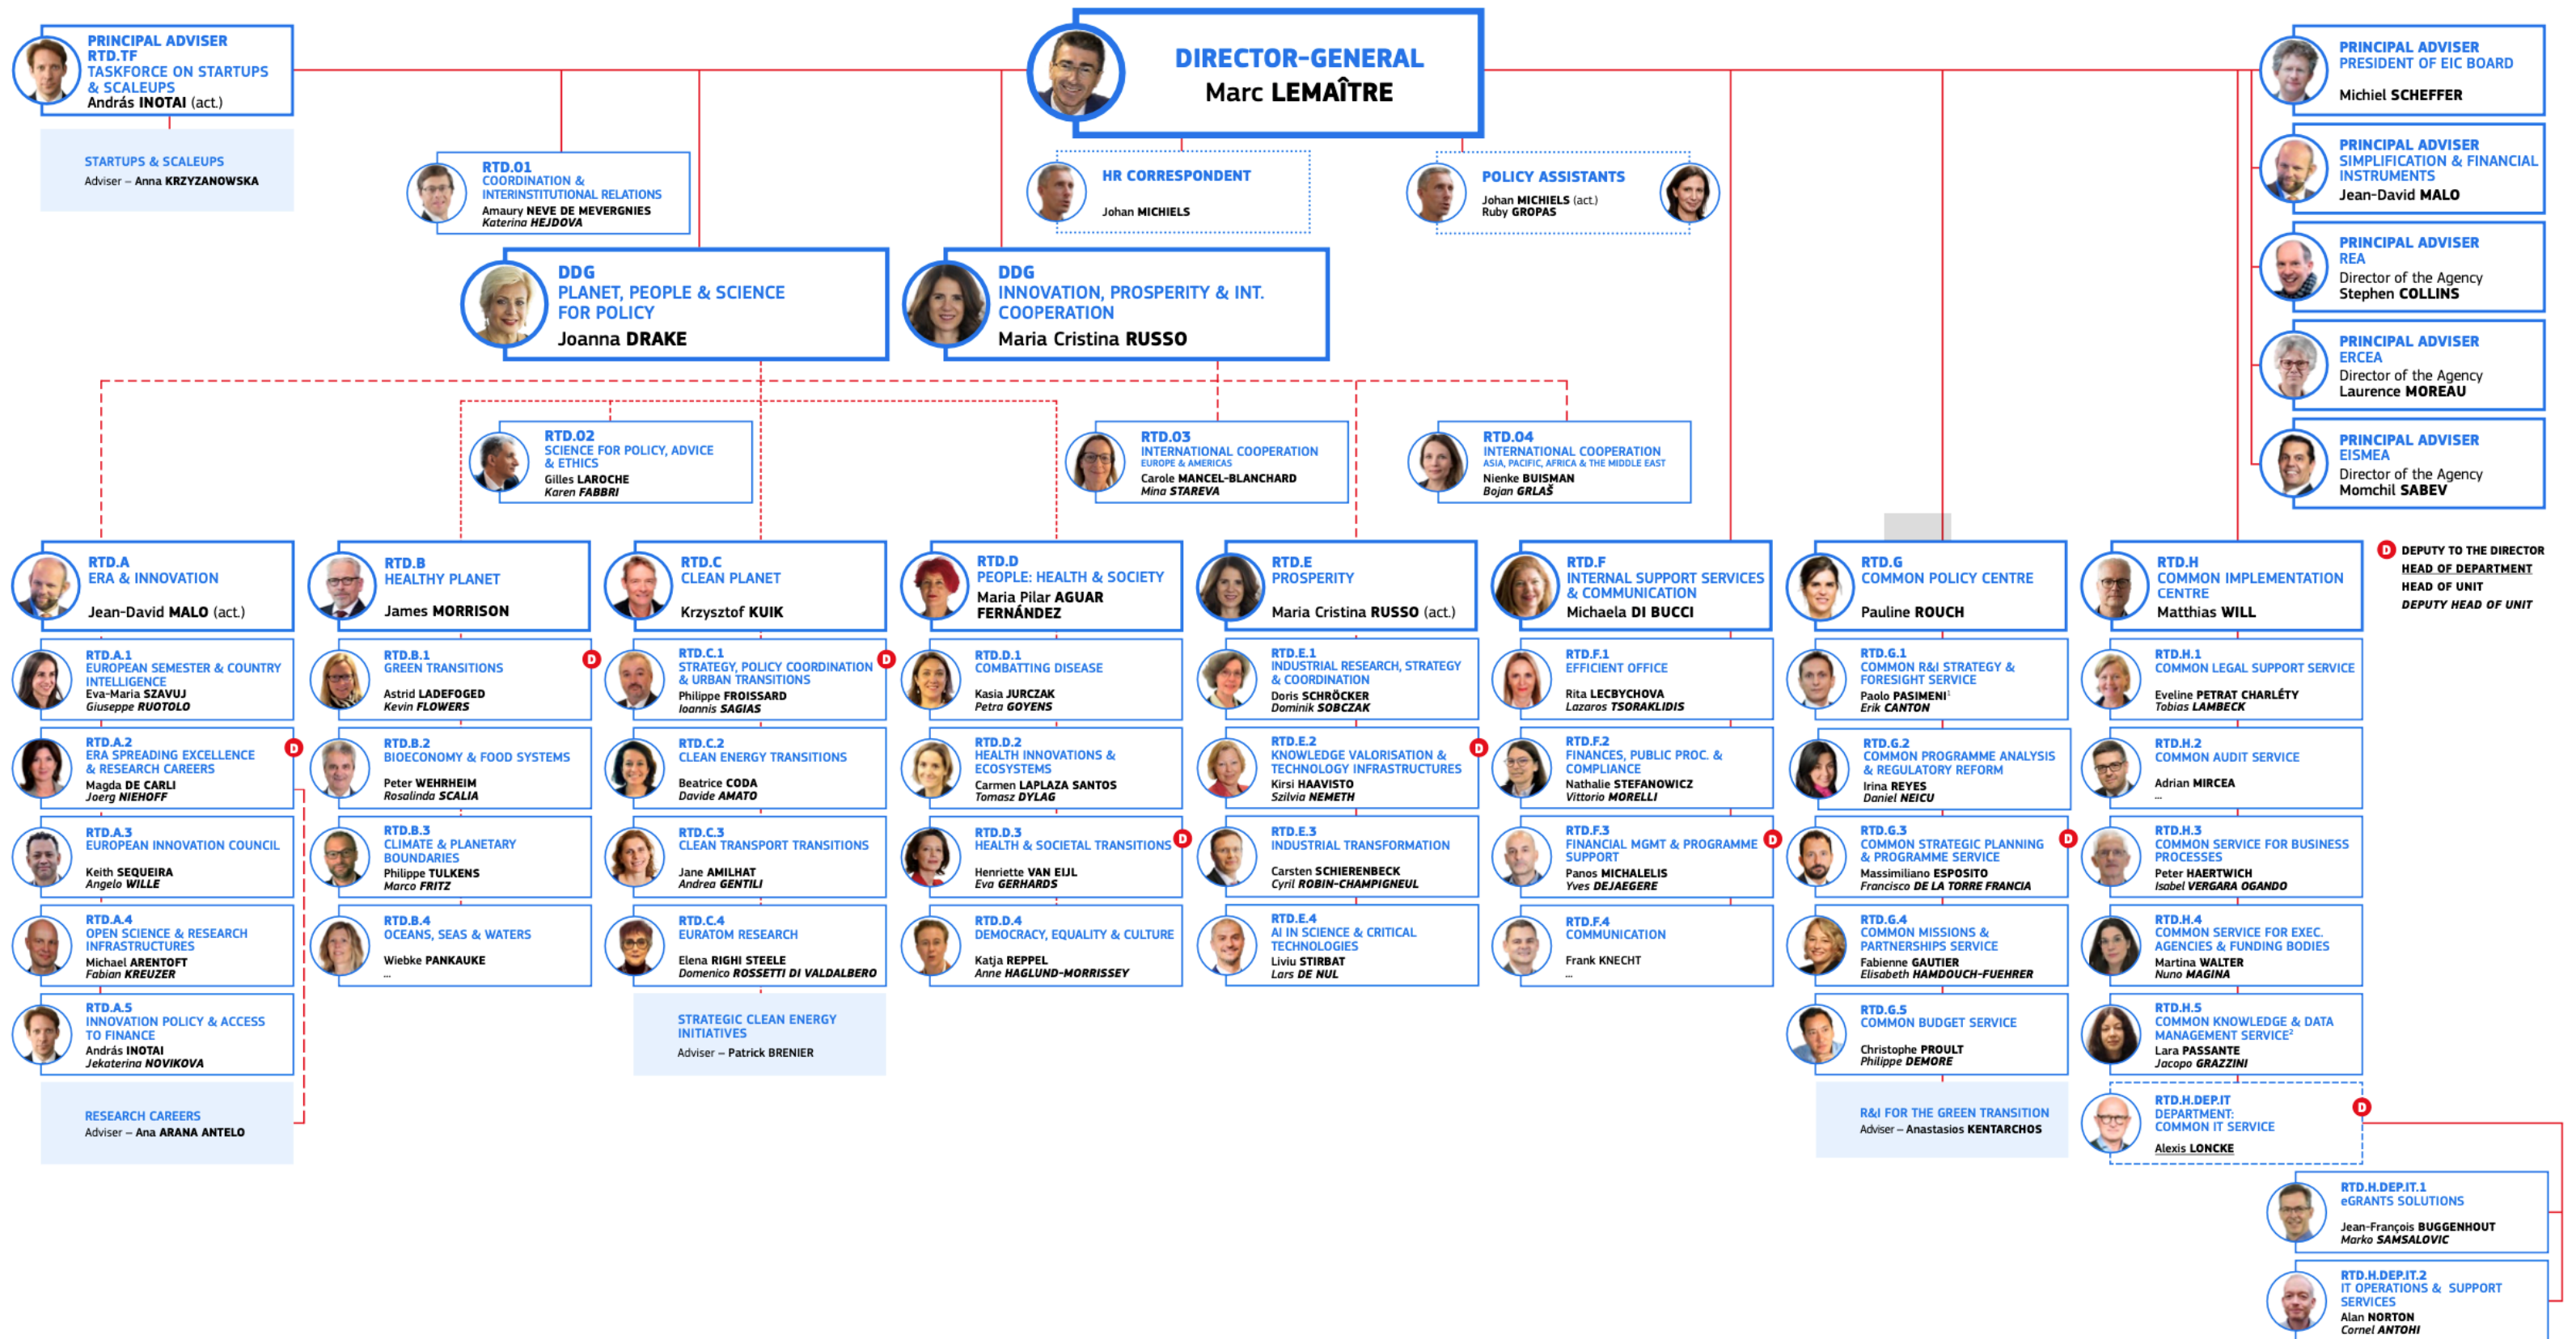 PRINCIPAL ADVISER
RTD.TF
TASKFORCE ON STARTUPS
& SCALEUPS
András INOTAI (act.)
STARTUPS & SCALEUPS
Adviser – Anna KRZYZANOWSKA
DIRECTOR-GENERAL
Marc LEMAÎTRE
RTD.01
COORDINATION &
INTERINSTITUTIONAL RELATIONS
Amaury NEVE DE MEVERGNIES
Katerina HEJDOVA
HR CORRESPONDENT
Johan MICHIELS
POLICY ASSISTANTS
Johan MICHIELS (act.)
Ruby GROPAS
PRINCIPAL ADVISER
PRESIDENT OF EIC BOARD
Michiel SCHEFFER
PRINCIPAL ADVISER
SIMPLIFICATION & FINANCIAL
INSTRUMENTS
Jean-David MALO
PRINCIPAL ADVISER
REA
Director of the Agency
Stephen COLLINS
PRINCIPAL ADVISER
ERCEA
Director of the Agency
Laurence MOREAU
PRINCIPAL ADVISER
EISMEA
Director of the Agency
Momchil SABEV
DDG
PLANET, PEOPLE & SCIENCE
FOR POLICY
Joanna DRAKE
DDG
INNOVATION, PROSPERITY & INT.
COOPERATION
Maria Cristina RUSSO
RTD.02
SCIENCE FOR POLICY, ADVICE
& ETHICS
Gilles LAROCHE
Karen FABBRI
RTD.03
INTERNATIONAL COOPERATION
EUROPE & AMERICAS
Carole MANCEL-BLANCHARD
Mina STAREVA
RTD.04
INTERNATIONAL COOPERATION
ASIA, PACIFIC, AFRICA & THE MIDDLE EAST
Nienke BUISMAN
Bojan GRLAŠ
RTD.A
ERA & INNOVATION
Jean-David MALO (act.)
RTD.A.1
EUROPEAN SEMESTER & COUNTRY
INTELLIGENCE
Eva-Maria SZAVUJ
Giuseppe RUOTOLO
RTD.A.2
ERA SPREADING EXCELLENCE
& RESEARCH CAREERS
Magda DE CARLI
Joerg NIEHOFF
D
RTD.A.3
EUROPEAN INNOVATION COUNCIL
Keith SEQUEIRA
Angelo WILLE
RTD.A.4
OPEN SCIENCE & RESEARCH
INFRASTRUCTURES
Michael ARENTOFT
Fabian KREUZER
RTD.A.5
INNOVATION POLICY & ACCESS
TO FINANCE
András INOTAI
Jekaterina NOVIKOVA
RESEARCH CAREERS
Adviser – Ana ARANA ANTELO
RTD.B
HEALTHY PLANET
James MORRISON
RTD.B.1
GREEN TRANSITIONS
Astrid LADEFOGED
Kevin FLOWERS
D
RTD.B.2
BIOECONOMY & FOOD SYSTEMS
Peter WEHRHEIM
Rosalinda SCALIA
RTD.B.3
CLIMATE & PLANETARY
BOUNDARIES
Philippe TULKENS
Marco FRITZ
RTD.B.4
OCEANS, SEAS & WATERS
Wiebke PANKAUKE
...
RTD.C
CLEAN PLANET
Krzysztof KUIK
RTD.C.1
STRATEGY, POLICY COORDINATION
& URBAN TRANSITIONS
Philippe FROISSARD
Ioannis SAGIAS
D
RTD.C.2
CLEAN ENERGY TRANSITIONS
Beatrice CODA
Davide AMATO
RTD.C.3
CLEAN TRANSPORT TRANSITIONS
Jane AMILHAT
Andrea GENTILI
RTD.C.4
EURATOM RESEARCH
Elena RIGHI STEELE
Domenico ROSSETTI DI VALDALBERO
STRATEGIC CLEAN ENERGY
INITIATIVES
Adviser – Patrick BRENIER
RTD.D
PEOPLE: HEALTH & SOCIETY
Maria Pilar AGUAR
FERNÁNDEZ
RTD.D.1
COMBATTING DISEASE
Kasia JURCZAK
Petra GOYENS
RTD.D.2
HEALTH INNOVATIONS &
ECOSYSTEMS
Carmen LAPLAZA SANTOS
Tomasz DYLAG
RTD.D.3
HEALTH & SOCIETAL TRANSITIONS
Henriette VAN EIJL
Eva GERHARDS
D
RTD.D.4
DEMOCRACY, EQUALITY & CULTURE
Katja REPPEL
Anne HAGLUND-MORRISSEY
RTD.E
PROSPERITY
Maria Cristina RUSSO (act.)
RTD.E.1
INDUSTRIAL RESEARCH, STRATEGY
& COORDINATION
Doris SCHRÖCKER
Dominik SOBCZAK
RTD.E.2
KNOWLEDGE VALORISATION &
TECHNOLOGY INFRASTRUCTURES
Kirsi HAAVISTO
Szilvia NEMETH
D
RTD.E.3
INDUSTRIAL TRANSFORMATION
Carsten SCHIERENBECK
Cyril ROBIN-CHAMPIGNEUL
RTD.E.4
AI IN SCIENCE & CRITICAL
TECHNOLOGIES
Liviu STIRBAT
Lars DE NUL
RTD.F
INTERNAL SUPPORT SERVICES
& COMMUNICATION
Michaela DI BUCCI
RTD.F.1
EFFICIENT OFFICE
Rita LECBYCHOVA
Lazaros TSORAKLIDIS
RTD.F.2
FINANCES, PUBLIC PROC. &
COMPLIANCE
Nathalie STEFANOWICZ
Vittorio MORELLI
RTD.F.3
FINANCIAL MGMT & PROGRAMME
SUPPORT
Panos MICHALELIS
Yves DEJAEGERE
D
RTD.F.4
COMMUNICATION
Frank KNECHT
...
RTD.G
COMMON POLICY CENTRE
Pauline ROUCH
RTD.G.1
COMMON R&I STRATEGY &
FORESIGHT SERVICE
Paolo PASIMENI¹
Erik CANTON
RTD.G.2
COMMON PROGRAMME ANALYSIS
& REGULATORY REFORM
Irina REYES
Daniel NEICU
RTD.G.3
COMMON STRATEGIC PLANNING
& PROGRAMME SERVICE
Massimiliano ESPOSITO
Francisco DE LA TORRE FRANCIA
D
RTD.G.4
COMMON MISSIONS &
PARTNERSHIPS SERVICE
Fabienne GAUTIER
Elisabeth HAMDOUCH-FUEHRER
RTD.G.5
COMMON BUDGET SERVICE
Christophe PROULT
Philippe DEMORE
R&I FOR THE GREEN TRANSITION
Adviser – Anastasios KENTARCHOS
RTD.H
COMMON IMPLEMENTATION
CENTRE
Matthias WILL
RTD.H.1
COMMON LEGAL SUPPORT SERVICE
Eveline PETRAT CHARLÉTY
Tobias LAMBECK
RTD.H.2
COMMON AUDIT SERVICE
Adrian MIRCEA
...
RTD.H.3
COMMON SERVICE FOR BUSINESS
PROCESSES
Peter HAERTWICH
Isabel VERGARA OGANDO
RTD.H.4
COMMON SERVICE FOR EXEC.
AGENCIES & FUNDING BODIES
Martina WALTER
Nuno MAGINA
RTD.H.5
COMMON KNOWLEDGE & DATA
MANAGEMENT SERVICE²
Lara PASSANTE
Jacopo GRAZZINI
RTD.H.DEP.IT
DEPARTMENT:
COMMON IT SERVICE
Alexis LONCKE
D
RTD.H.DEP.IT.1
eGRANTS SOLUTIONS
Jean-François BUGGENHOUT
Marko SAMSALOVIC
RTD.H.DEP.IT.2
IT OPERATIONS & SUPPORT
SERVICES
Alan NORTON
Cornel ANTOHI
D DEPUTY TO THE DIRECTOR
HEAD OF DEPARTMENT
HEAD OF UNIT
DEPUTY HEAD OF UNIT